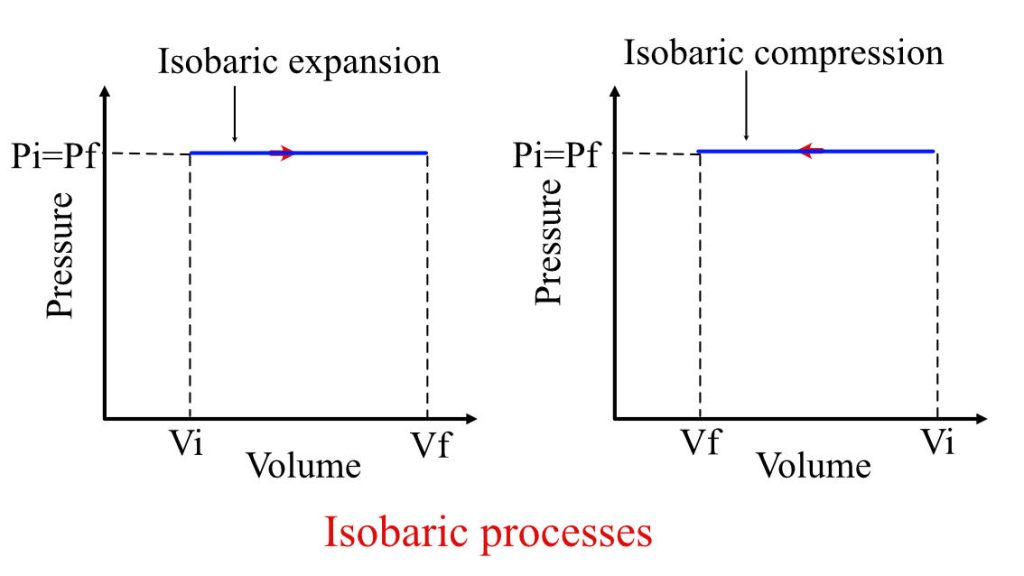 Isobaric expansion
Pi=Pf
Pressure
Vi
Vf
Volume
Isobaric compression
Pi=Pf
Pressure
Vf
Vi
Volume
Isobaric processes